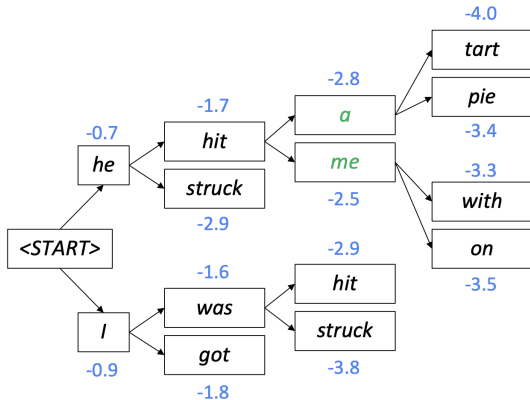 -4.0
tart
-2.8
-1.7
a
pie
-0.7
hit
-3.4
he
me
-3.3
struck
with
-2.5
-2.9
<START>
-2.9
on
-1.6
hit
-3.5
was
I
struck
got
-0.9
-3.8
-1.8